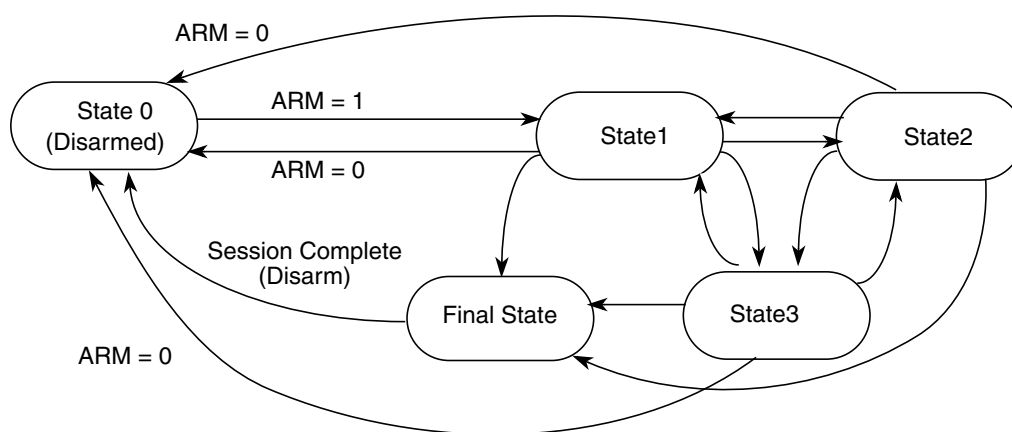 ARM = 0
State 0
(Disarmed)
ARM = 1
ARM = 0
State1
State2
Session Complete
(Disarm)
Final State
State3
ARM = 0